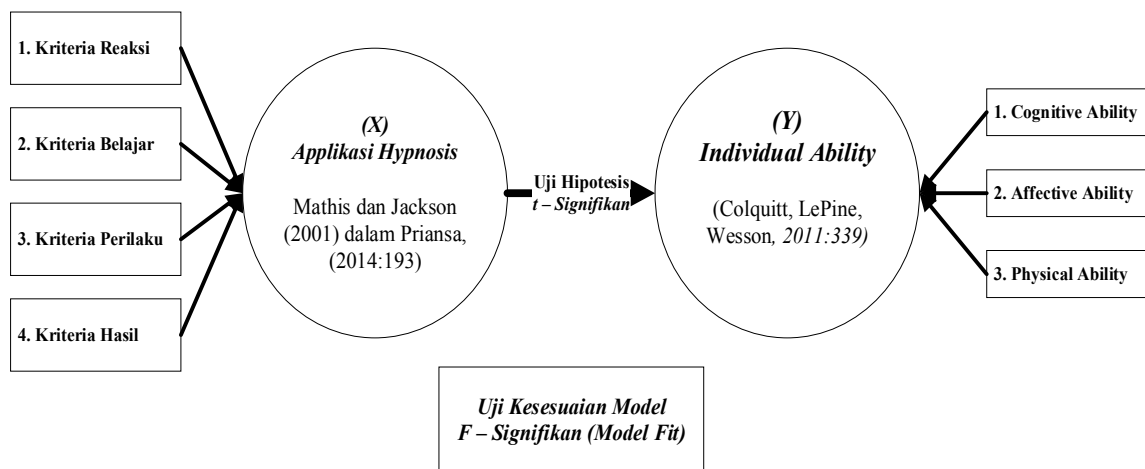 1. Kriteria Reaksi
2. Kriteria Belajar
3. Kriteria Perilaku
4. Kriteria Hasil
(X)
Applikasi Hypnosis
Mathis dan Jackson
(2001) dalam Priansa,
(2014:193)
Uji Hipotesis
t – Signifikan
(Y)
Individual Ability
(Colquitt, LePine,
Wesson, 2011:339)
1. Cognitive Ability
2. Affective Ability
3. Physical Ability
Uji Kesesuaian Model
F – Signifikan (Model Fit)